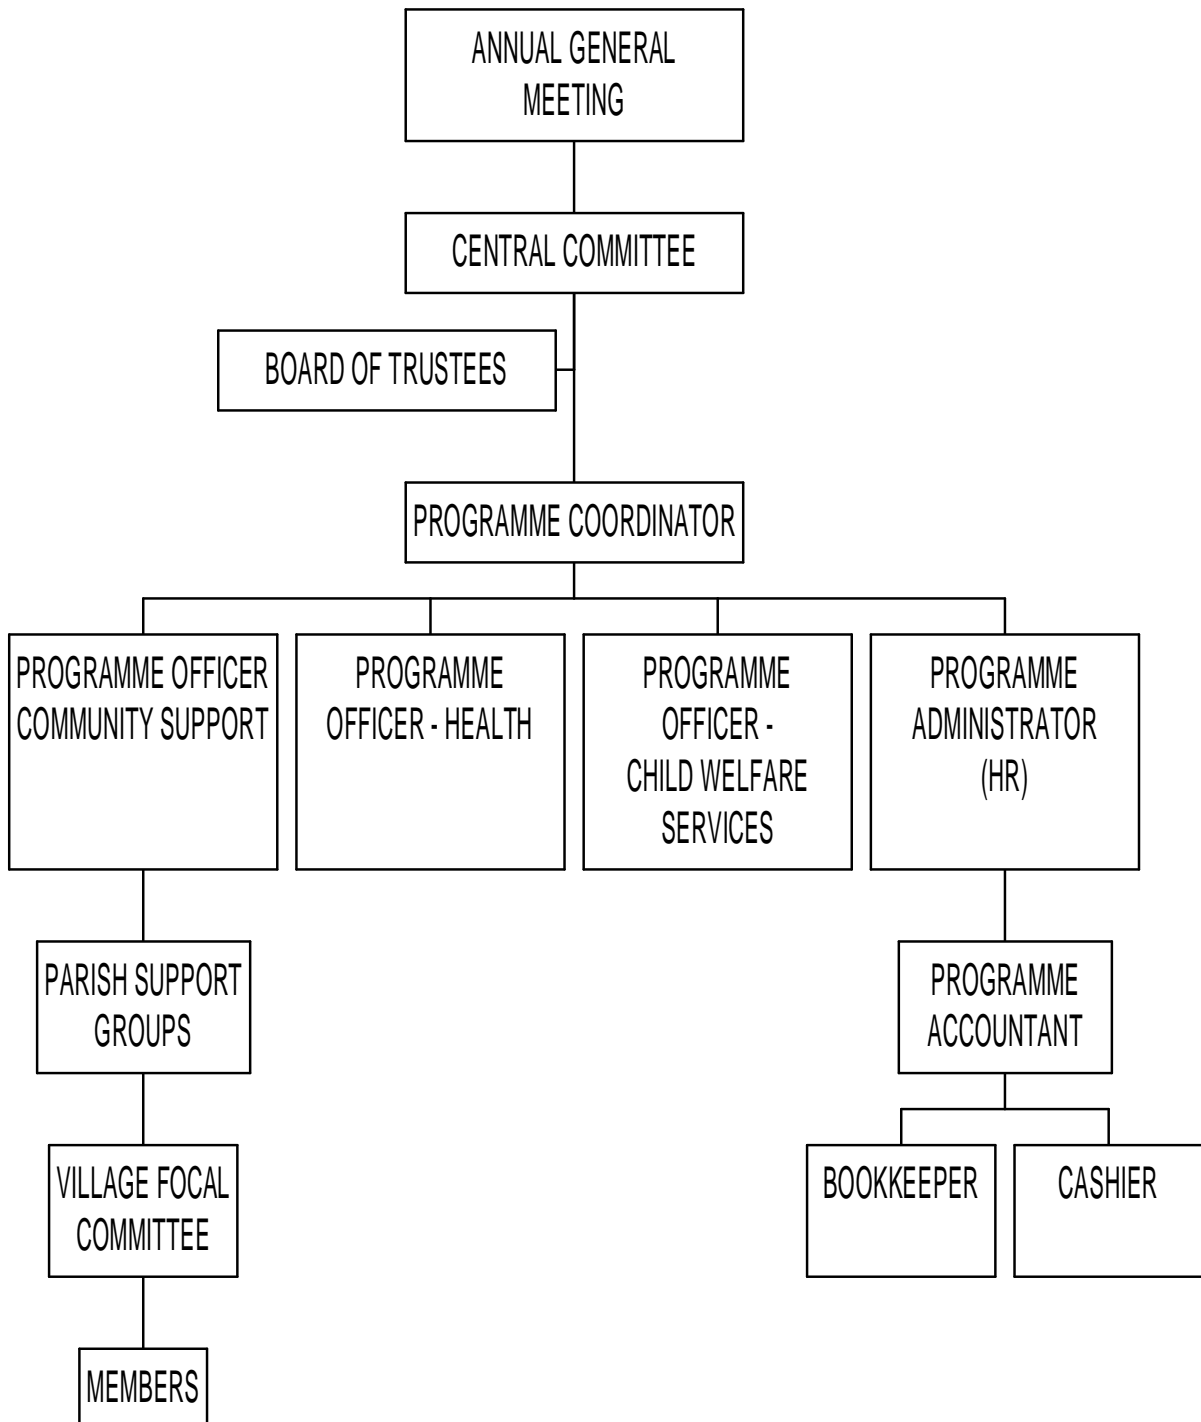 ANNUAL GENERAL
MEETING
CENTRAL COMMITTEE
BOARD OF TRUSTEES
PROGRAMME COORDINATOR
PROGRAMME OFFICER
COMMUNITY SUPPORT
PROGRAMME
OFFICER - HEALTH
PROGRAMME
OFFICER -
CHILD WELFARE
SERVICES
PROGRAMME
ADMINISTRATOR
(HR)
PARISH SUPPORT
GROUPS
PROGRAMME
ACCOUNTANT
VILLAGE FOCAL
COMMITTEE
BOOKKEEPER
CASHIER
MEMBERS